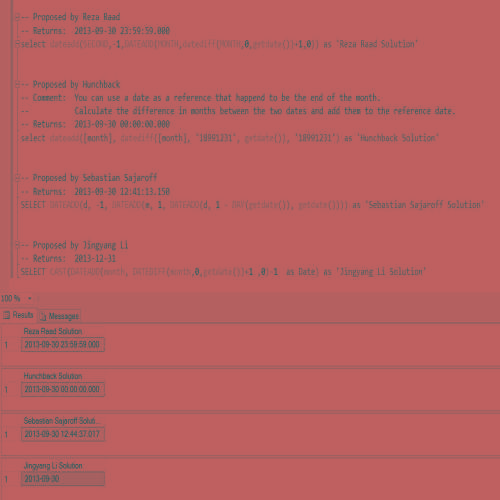 -- Proposed by Reza Raad
-- Returns: 2013-09-30 23:59:59.000
select dateadd(SECOND,-1,DATEADD(MONTH,datediff(MONTH,0,getdate())+1,0)) as 'Reza Raad Solution'
-- Proposed by Hunchback
-- Comment: You can use a date as a reference that happend to be the end of the month.
-- Calculate the difference in months between the two dates and add them to the reference date.
-- Returns: 2013-09-30 00:00:00.000
select dateadd([month], datediff([month], '18991231', getdate()), '18991231') as 'Hunchback Solution'
-- Proposed by Sebastian Sajaroff
-- Returns: 2013-09-30 12:41:13.150
SELECT DATEADD(d, -1, DATEADD(m, 1, DATEADD(d, 1 - DAY(getdate()), getdate()))) as 'Sebastian Sajaroff Solution'
-- Proposed by Jingyang Li
-- Returns: 2013-12-31
SELECT CAST(DATEADD(month, DATEDIFF(month,0,getdate())+1 ,0)-1 as Date) as 'Jingyang Li Solution'
100 %
Results Messages
Reza Raad Solution
1 2013-09-30 23:59:59.000
Hunchback Solution
1 2013-09-30 00:00:00.000
Sebastian Sajaroff Soluti...
1 2013-09-30 12:44:37.017
Jingyang Li Solution
1 2013-09-30